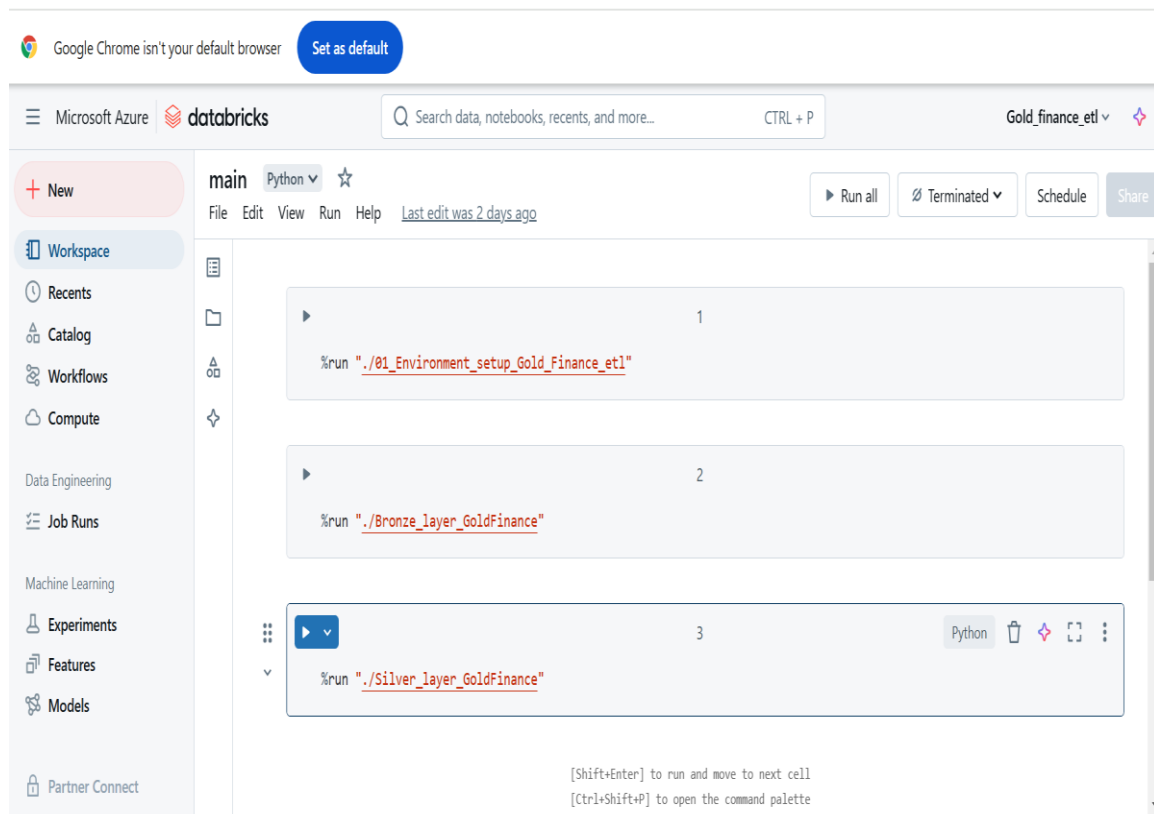 Google Chrome isn't your default browser Set as default
Microsoft Azure databricks Search data, notebooks, recents, and more... CTRL + P Gold_finance_etl
New
Workspace
Recents
Catalog
Workflows
Compute
Data Engineering
Job Runs
Machine Learning
Experiments
Features
Models
Partner Connect
main Python
File Edit View Run Help Last edit was 2 days ago
Run all Terminated Schedule Share
1
%run "./01_Environment_setup_Gold_Finance_etl"
2
%run "./Bronze_layer_GoldFinance"
3 Python
%run "./Silver_layer_GoldFinance"
[Shift+Enter] to run and move to next cell
[Ctrl+Shift+P] to open the command palette